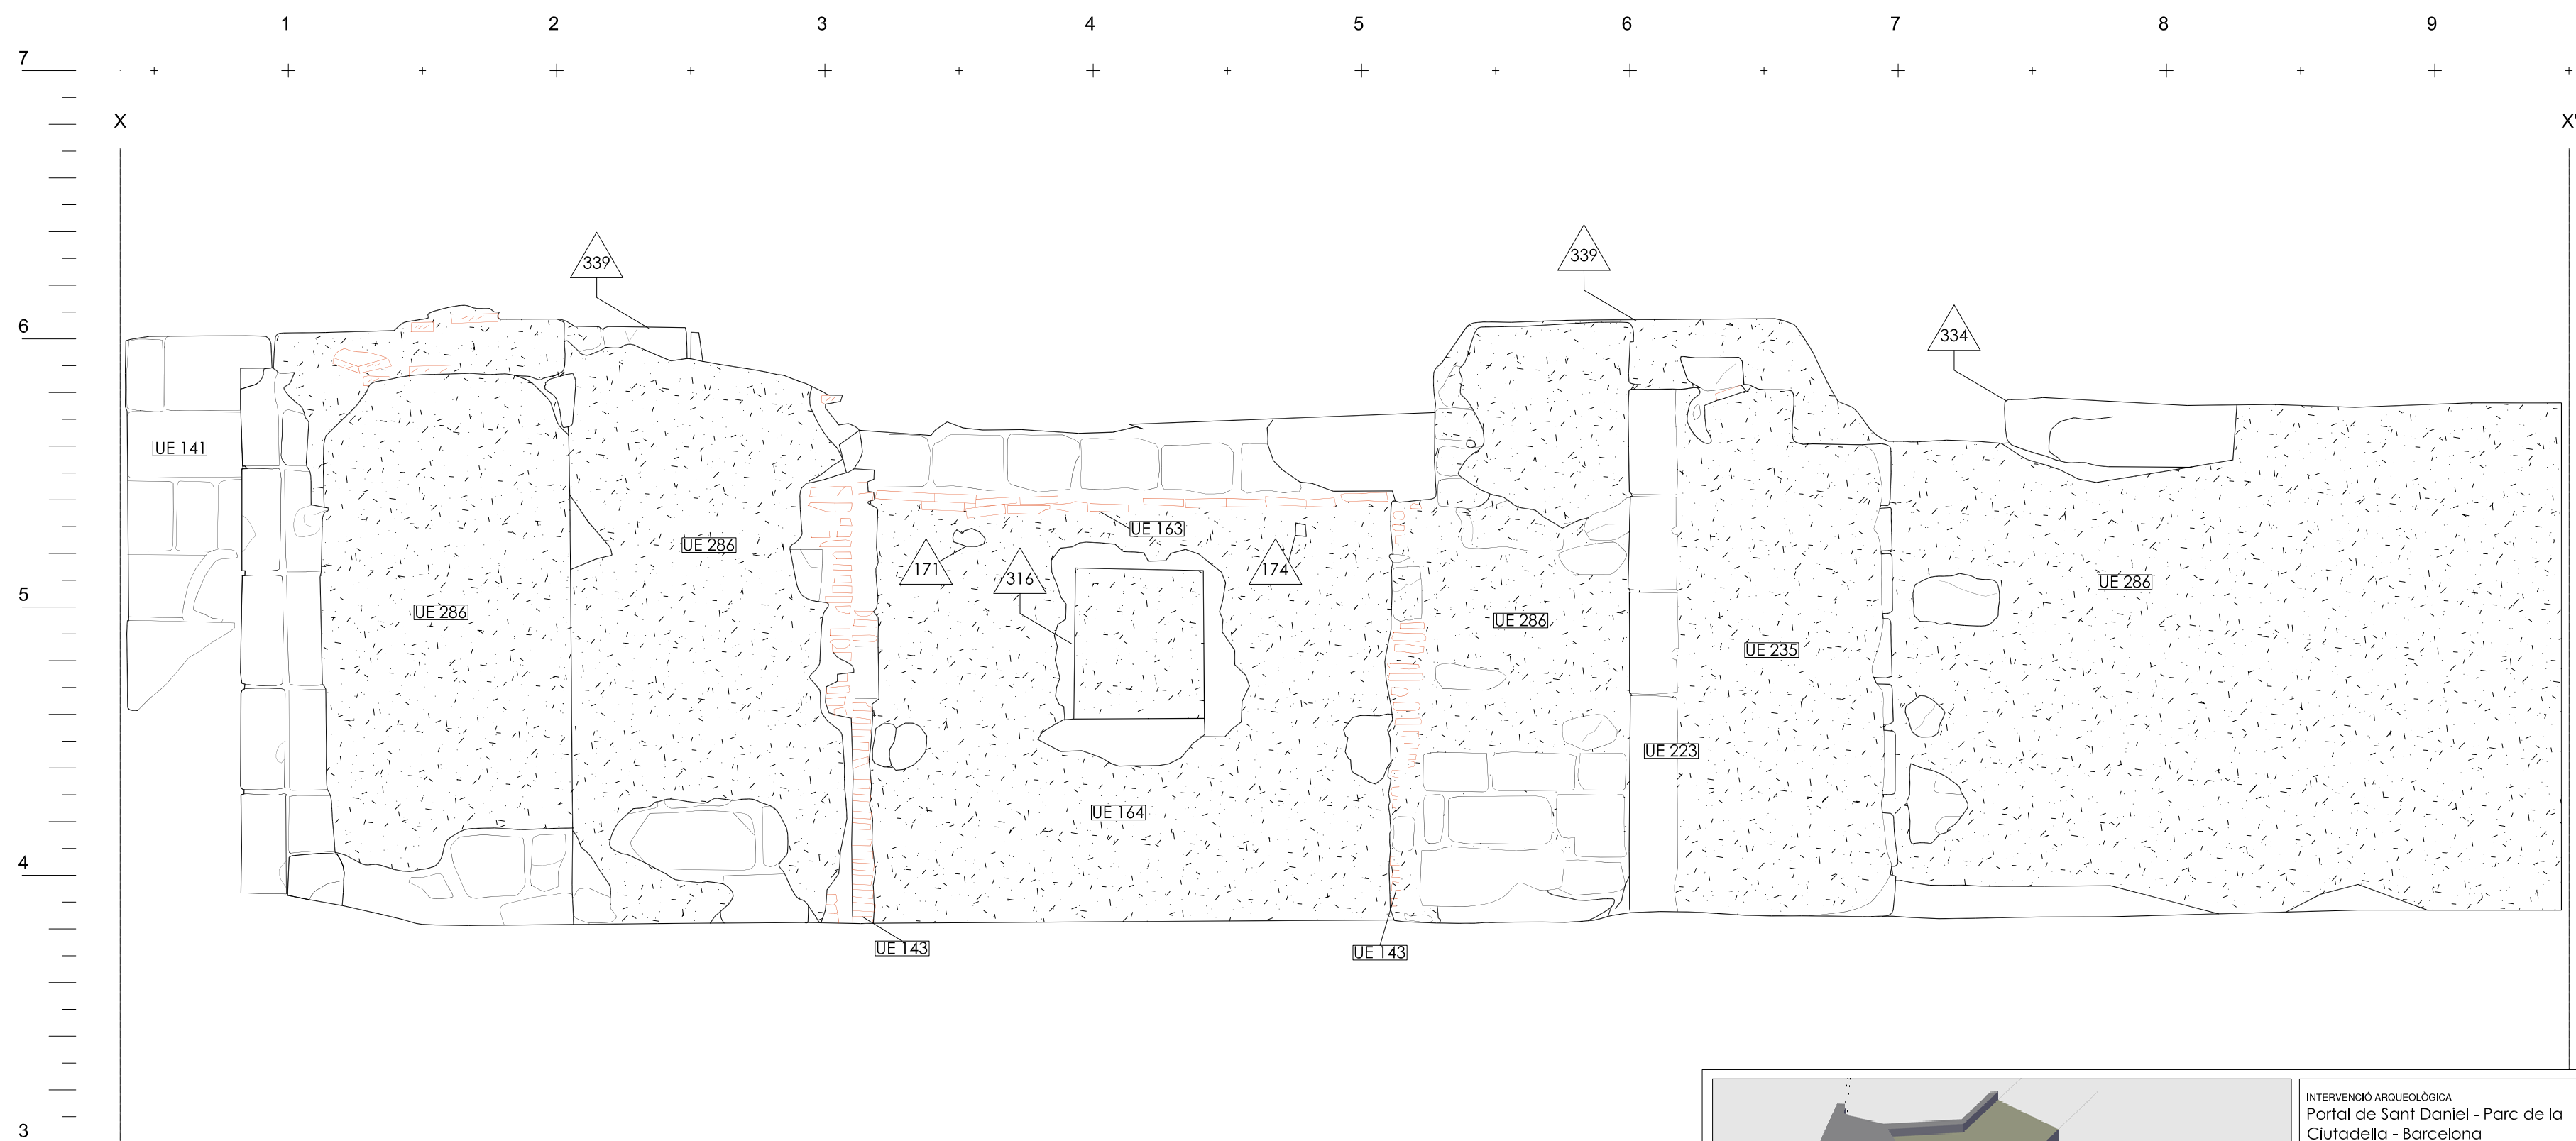 1 2 3 4 5 6 7 8 9
7
X X'
339 339
6
334
UE 141
UE 163
UE 286
171 316 174
UE 286
5
UE 286
UE 286
UE 235
UE 223
UE 164
4
UE 143 UE 143
INTERVENCIÓ ARQUEOLÒGICA
Portal de Sant Daniel - Parc de la
Ciutadella - Barcelona
3